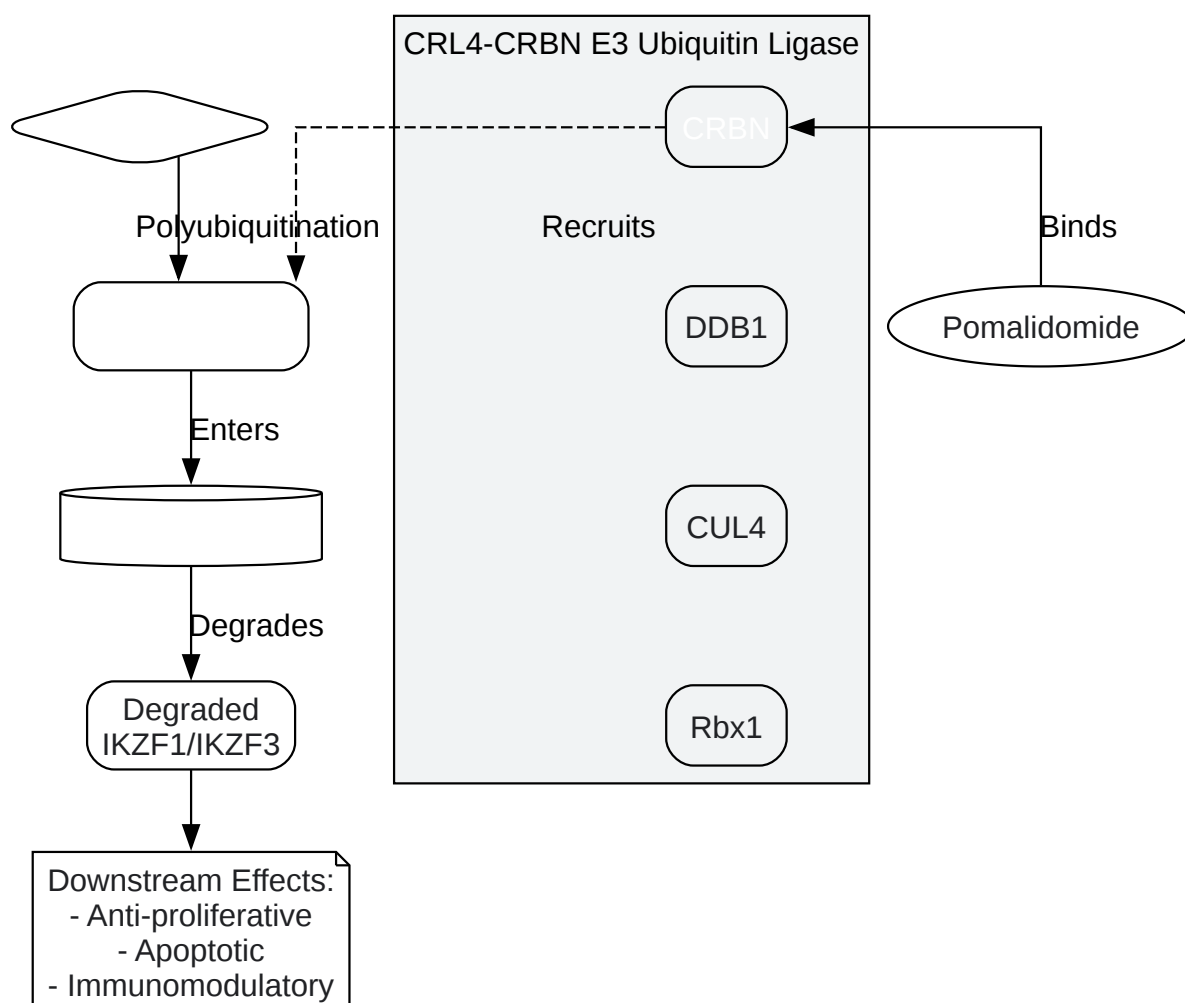 CRL4-CRBN E3 Ubiquitin Ligase
CRBN
Polyubiquitination
Recruits
Binds
DDB1
Pomalidomide
Enters
CUL4
Degrades
Degraded
IKZF1/IKZF3
Rbx1
Downstream Effects:
- Anti-proliferative
- Apoptotic
- Immunomodulatory